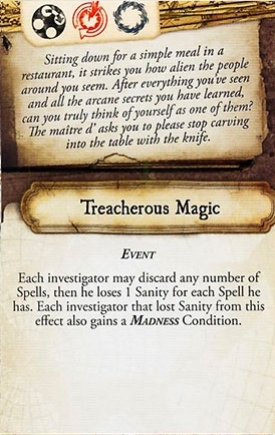 Sitting down for a simple meal in a
restaurant, it strikes you how alien the people
around you seem. After everything you've seen
and all the arcane secrets you have learned,
can you truly think of yourself as one of them?
The maître d' asks you to please stop carving
into the table with the knife.
Treacherous Magic
EVENT
Each investigator may discard any number of
Spells, then he loses 1 Sanity for each Spell he
has. Each investigator that lost Sanity from this
effect also gains a MADNESS Condition.